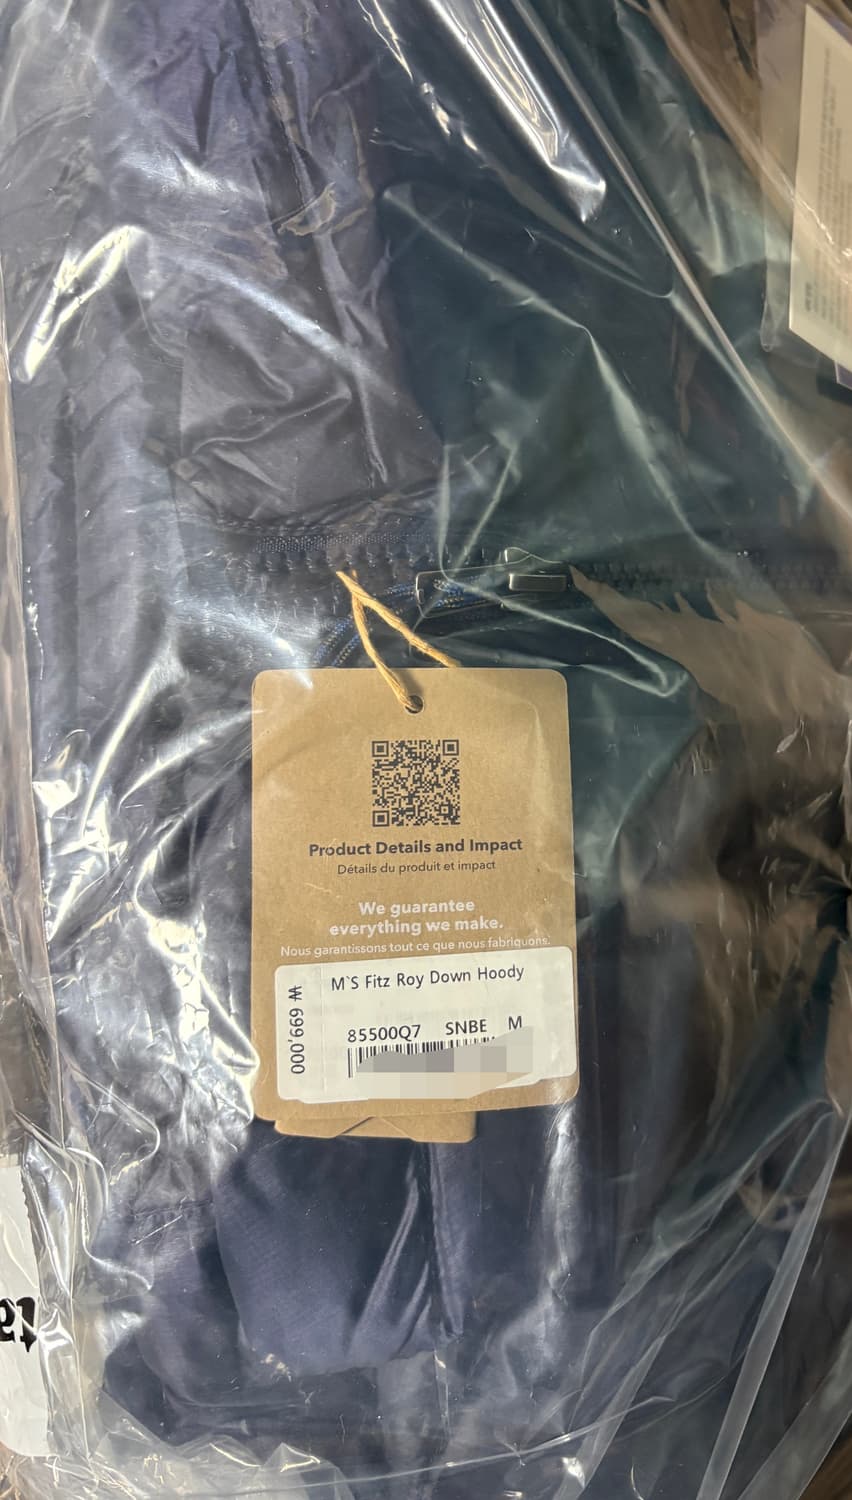 Product Details and Impact
Détails du produit et impact
We guarantee
everything we make.
Nous garantissons tout ce que nous fabriquons.
M`S Fitz Roy Down Hoody
₩ 699,000
85500Q7 SNBE M
ta